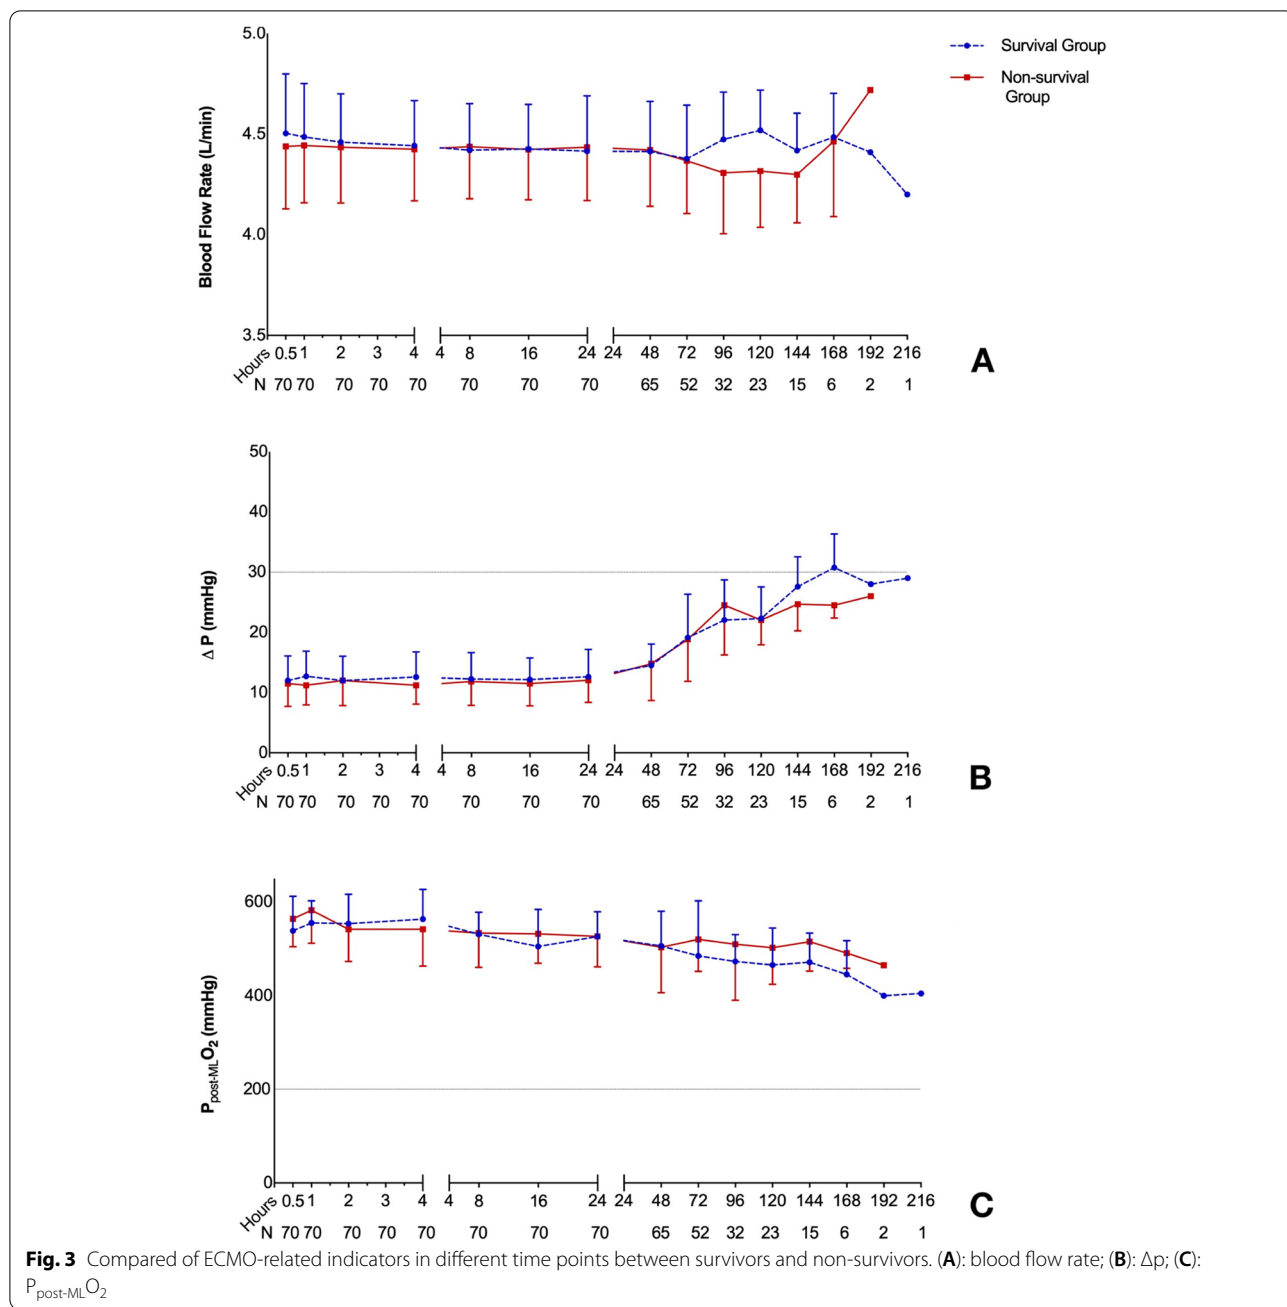 Survival Group
Non-survival
Group
Blood Flow Rate (L/min)
5.0
4.5
4.0
3.5
Hours 0.5 1 2 3 4 4 8 16 24 24 48 72 96 120 144 168 192 216
N 70 70 70 70 70 70 70 70 65 52 32 23 15 6 2 1
A
Δ P (mmHg)
50
40
30
20
10
0
Hours 0.5 1 2 3 4 4 8 16 24 24 48 72 96 120 144 168 192 216
N 70 70 70 70 70 70 70 70 65 52 32 23 15 6 2 1
B
Ppost-MLO2 (mmHg)
600
400
200
0
Hours 0.5 1 2 3 4 4 8 16 24 24 48 72 96 120 144 168 192 216
N 70 70 70 70 70 70 70 70 65 52 32 23 15 6 2 1
C
Fig. 3 Compared of ECMO-related indicators in different time points between survivors and non-survivors. (A): blood flow rate; (B): Δp; (C):
Ppost-MLO2